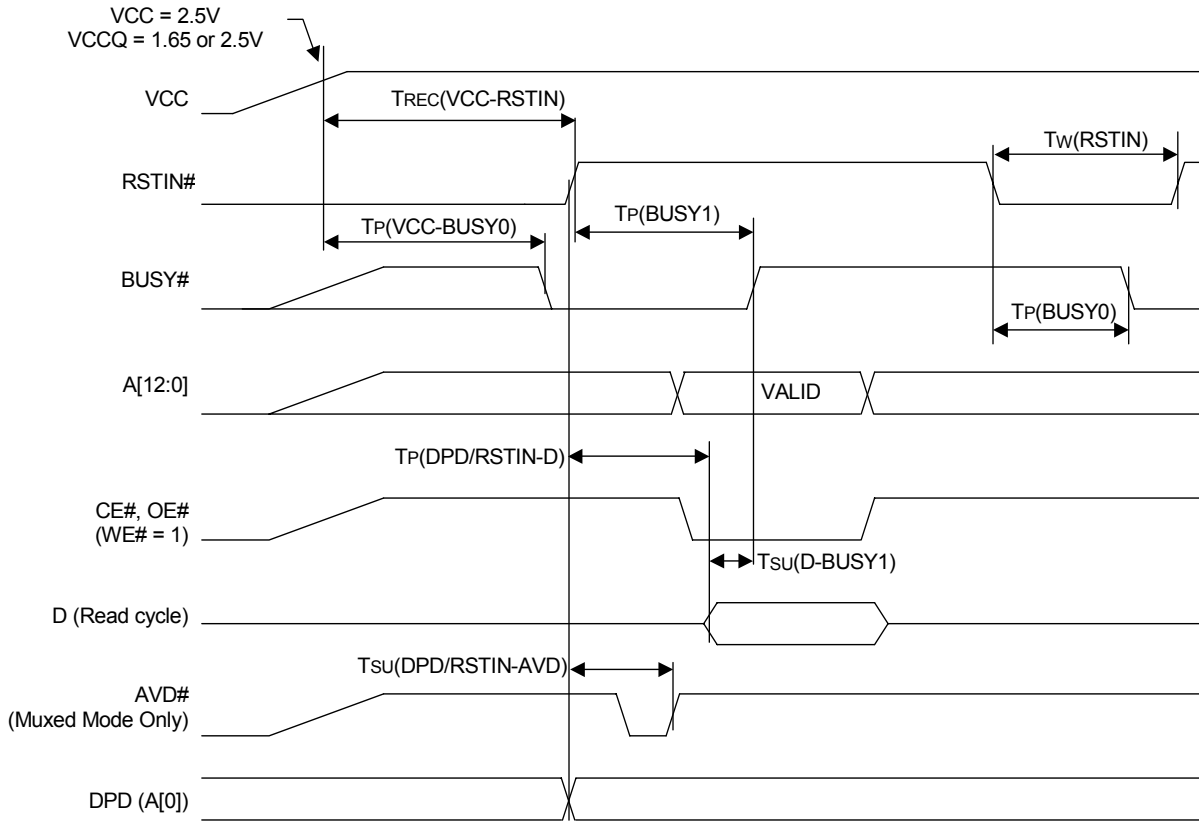 VCC = 2.5V
VCCQ = 1.65 or 2.5V
VCC
TREC(VCC-RSTIN)
TW(RSTIN)
RSTIN#
TP(VCC-BUSY0)
TP(BUSY1)
BUSY#
TP(BUSY0)
A[12:0]
VALID
TP(DPD/RSTIN-D)
CE#, OE#
(WE# = 1)
TSU(D-BUSY1)
D (Read cycle)
TSU(DPD/RSTIN-AVD)
AVD#
(Muxed Mode Only)
DPD (A[0])